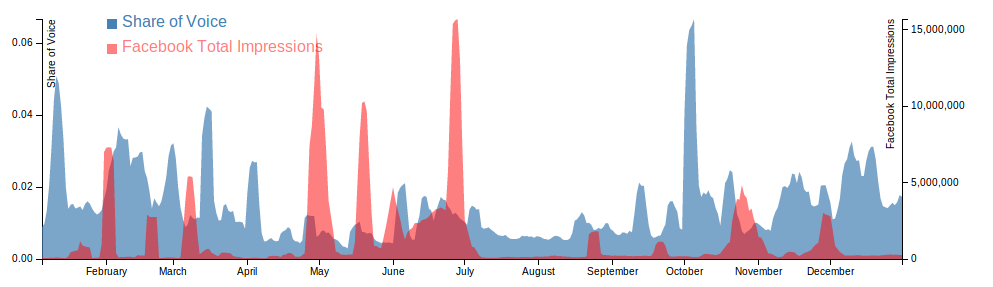 Share of Voice
Facebook Total Impressions
Share of Voice
0.06
0.04
0.02
0.00
Facebook Total Impressions
15,000,000
10,000,000
5,000,000
0
February March April May June July August September October November December